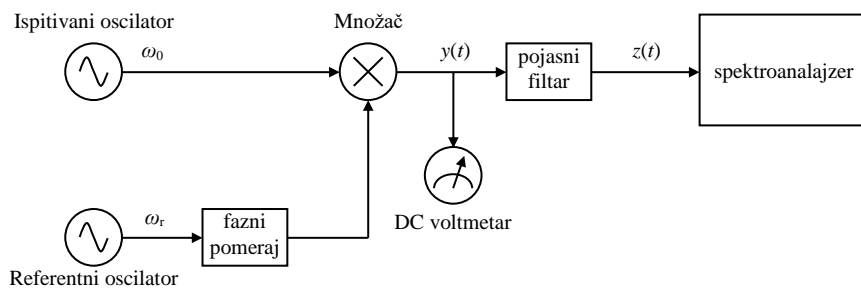 Ispitivani oscilator
Množač
ω0
y(t)
pojasni
filtar
z(t)
spektroanalajzer
DC voltmetar
ωr
fazni
pomeraj
Referentni oscilator